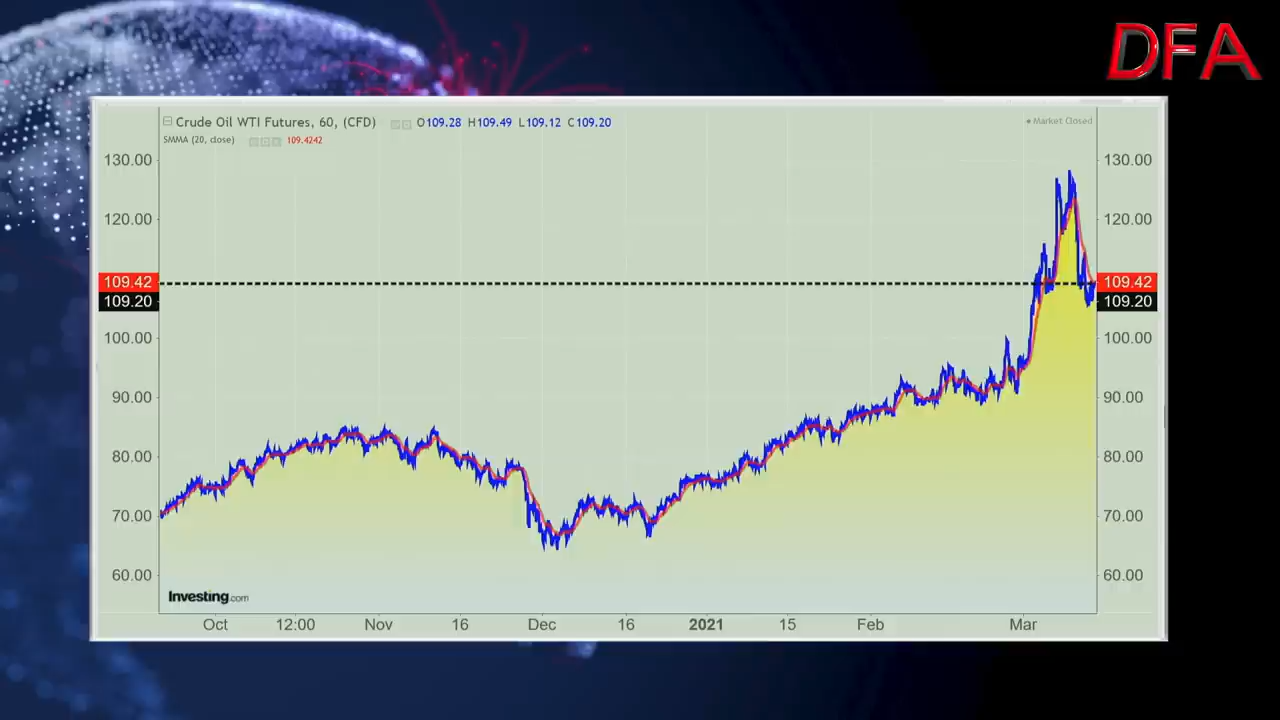 DFA
Crude Oil WTI Futures, 60, (CFD) O109.28 H109.49 L109.12 C109.20
Market Closed
SMMA (20, close) 109.4242
130.00 130.00
120.00 120.00
109.42 109.42
109.20 109.20
100.00 100.00
90.00 90.00
80.00 80.00
70.00 70.00
60.00 60.00
Investing.com
Oct 12:00 Nov 16 Dec 16 2021 15 Feb Mar